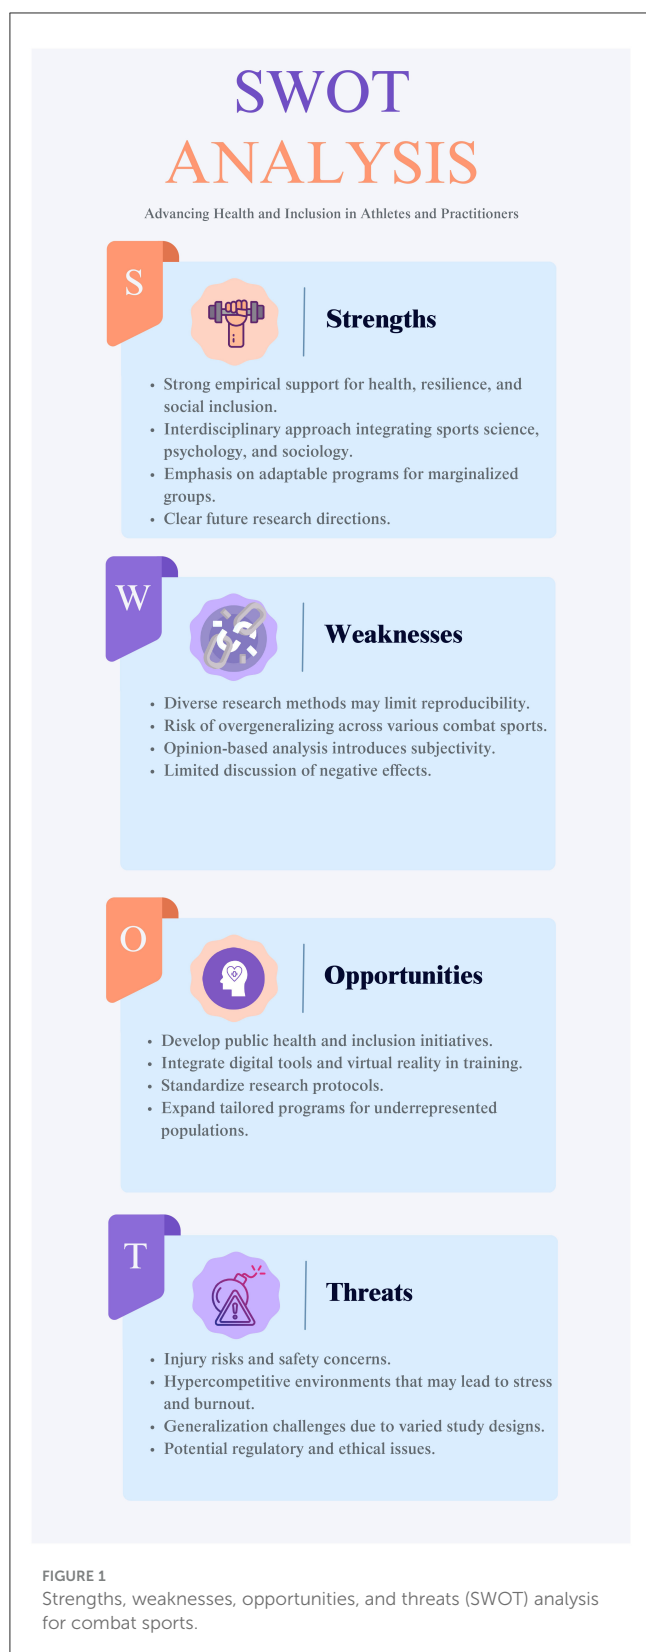 SWOT
ANALYSIS
Advancing Health and Inclusion in Athletes and Practitioners
S
Strengths
• Strong empirical support for health, resilience, and
social inclusion.
• Interdisciplinary approach integrating sports science,
psychology, and sociology.
• Emphasis on adaptable programs for marginalized
groups.
• Clear future research directions.
W
Weaknesses
• Diverse research methods may limit reproducibility.
• Risk of overgeneralizing across various combat sports.
• Opinion-based analysis introduces subjectivity.
• Limited discussion of negative effects.
O
Opportunities
• Develop public health and inclusion initiatives.
• Integrate digital tools and virtual reality in training.
• Standardize research protocols.
• Expand tailored programs for underrepresented
populations.
T
Threats
• Injury risks and safety concerns.
• Hypercompetitive environments that may lead to stress
and burnout.
• Generalization challenges due to varied study designs.
• Potential regulatory and ethical issues.
FIGURE 1
Strengths, weaknesses, opportunities, and threats (SWOT) analysis
for combat sports.